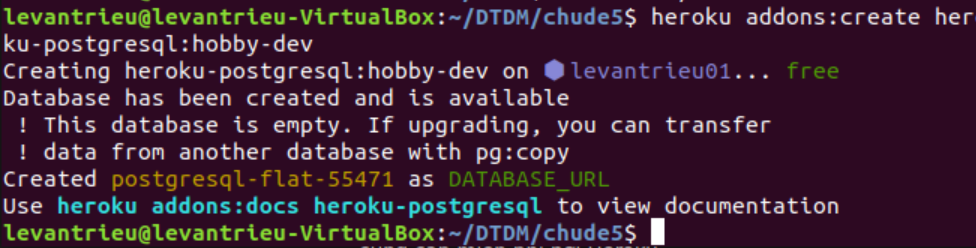 levantrieu@levantrieu-VirtualBox:~/DTDM/chude5$ heroku addons:create her
ku-postgresql:hobby-dev
Creating heroku-postgresql:hobby-dev on ⬢ levantrieu01... free
Database has been created and is available
 ! This database is empty. If upgrading, you can transfer
 ! data from another database with pg:copy
Created postgresql-flat-55471 as DATABASE_URL
Use heroku addons:docs heroku-postgresql to view documentation
levantrieu@levantrieu-VirtualBox:~/DTDM/chude5$